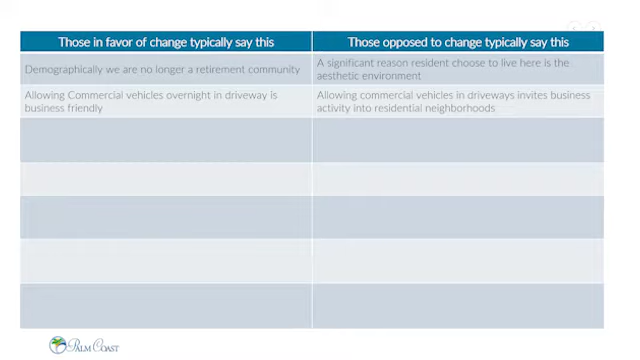 Those in favor of change typically say this
Those opposed to change typically say this
Demographically we are no longer a retirement community
A significant reason resident choose to live here is the
aesthetic environment
Allowing Commercial vehicles overnight in driveway is
business friendly
Allowing commercial vehicles in driveways invites business
activity into residential neighborhoods
PALM COAST